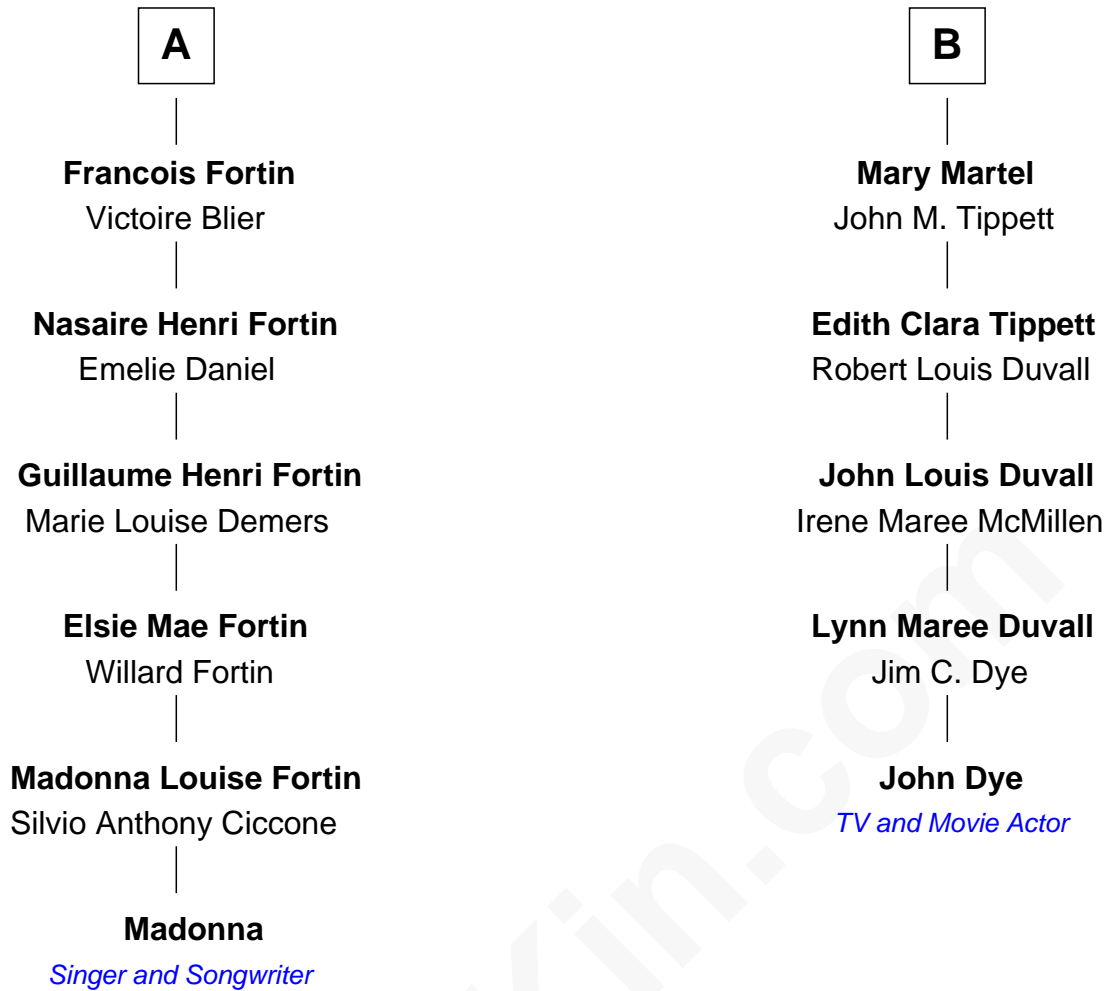 A
Francois Fortin
Victoire Blier
Nasaire Henri Fortin
Emelie Daniel
Guillaume Henri Fortin
Marie Louise Demers
Elsie Mae Fortin
Willard Fortin
Madonna Louise Fortin
Silvio Anthony Ciccone
Madonna
Singer and Songwriter
B
Mary Martel
John M. Tippett
Edith Clara Tippett
Robert Louis Duvall
John Louis Duvall
Irene Maree McMillen
Lynn Maree Duvall
Jim C. Dye
John Dye
TV and Movie Actor
Kin.com